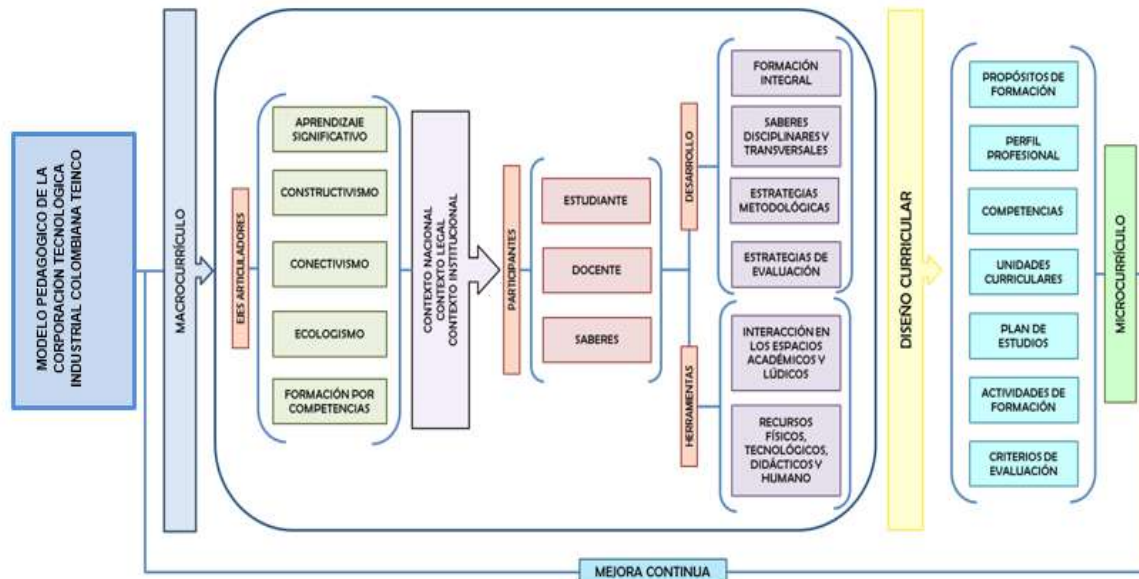 MODELO PEDAGÓGICO DE LA
CORPORACIÓN TECNOLÓGICA
INDUSTRIAL COLOMBIANA TEINCO
MACROCURRÍCULO
EJES ARTICULADORES
APRENDIZAJE
SIGNIFICATIVO
CONSTRUCTIVISMO
CONECTIVISMO
ECOLOGISMO
FORMACIÓN POR
COMPETENCIAS
CONTEXTO NACIONAL
CONTEXTO LEGAL
CONTEXTO INSTITUCIONAL
PARTICIPANTES
ESTUDIANTE
DOCENTE
SABERES
DESARROLLO
FORMACIÓN
INTEGRAL
SABERES
DISCIPLINARES Y
TRANSVERSALES
ESTRATEGIAS
METODOLÓGICAS
ESTRATEGIAS DE
EVALUACIÓN
HERRAMIENTAS
INTERACCIÓN EN
LOS ESPACIOS
ACADÉMICOS Y
LÚDICOS
RECURSOS
FÍSICOS,
TECNOLÓGICOS,
DIDÁCTICOS Y
HUMANO
DISEÑO CURRICULAR
PROPÓSITOS DE
FORMACIÓN
PERFIL
PROFESIONAL
COMPETENCIAS
UNIDADES
CURRICULARES
PLAN DE
ESTUDIOS
ACTIVIDADES DE
FORMACIÓN
CRITERIOS DE
EVALUACIÓN
MICROCURRÍCULO
MEJORA CONTINUA